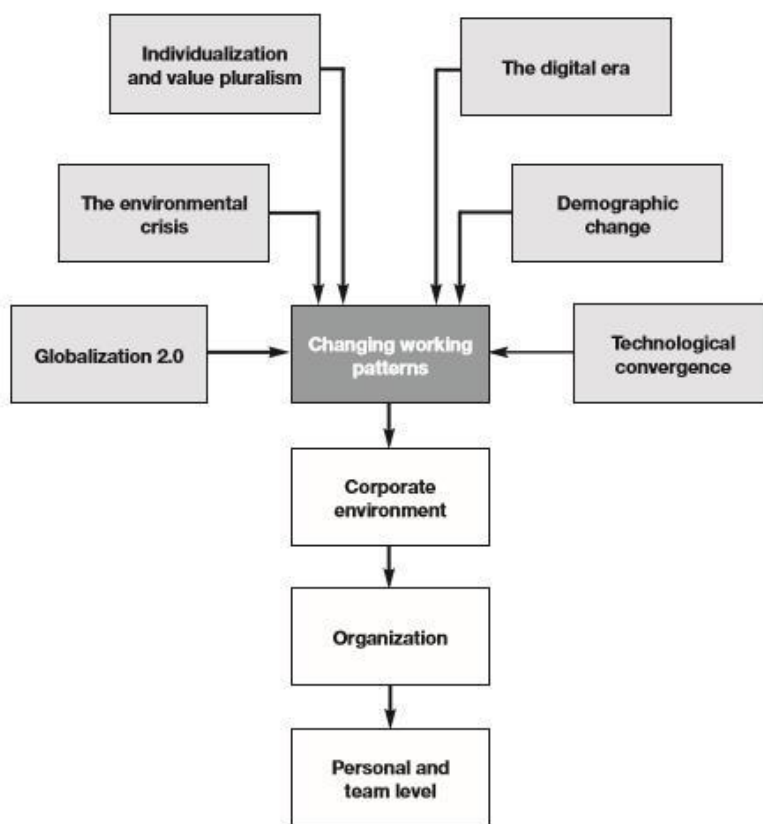 Individualization
and value pluralism
The digital era
The environmental
crisis
Demographic
change
Globalization 2.0
Changing working
patterns
Technological
convergence
Corporate
environment
Organization
Personal and
team level